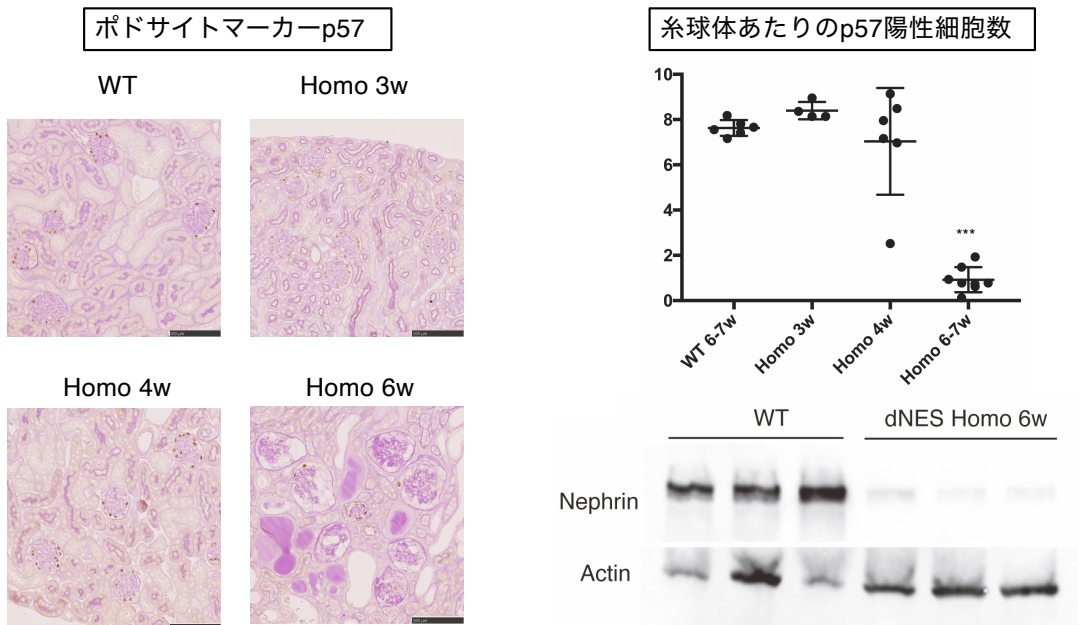 ポドサイトマーカーp57
WT
Homo 3w
Homo 4w
Homo 6w
糸球体あたりのp57陽性細胞数
10
8
6
4
2
0
***
WT 6-7w
Homo 3w
Homo 4w
Homo 6-7w
WT
dNES Homo 6w
Nephrin
Actin